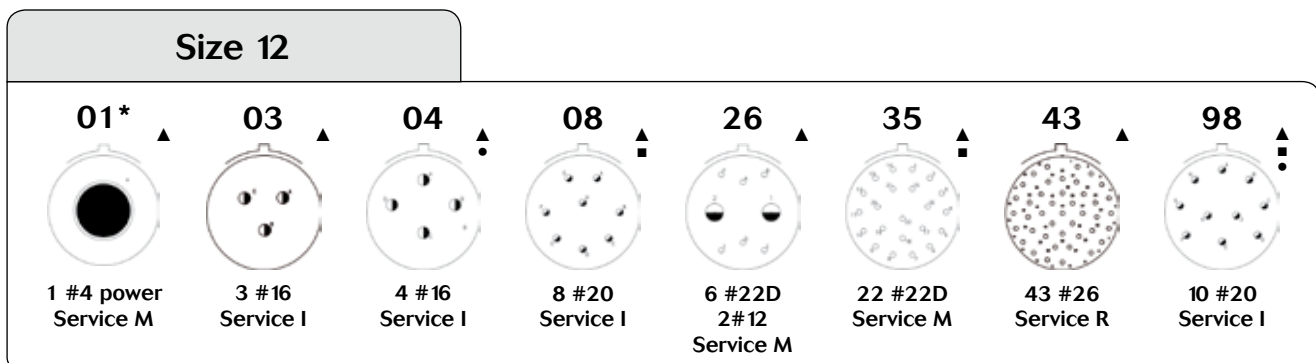 Size 12
01* 03 04 08 26 35 43 98
1 #4 power 3 #16 4 #16 8 #20 6 #22D 22 #22D 43 #26 10 #20
Service M Service I Service I Service I 2#12 Service M Service R Service I
Service M